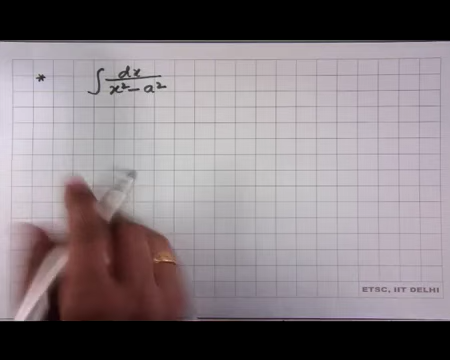 * ∫ dx / x² - a²
ETSC, IIT DELHI